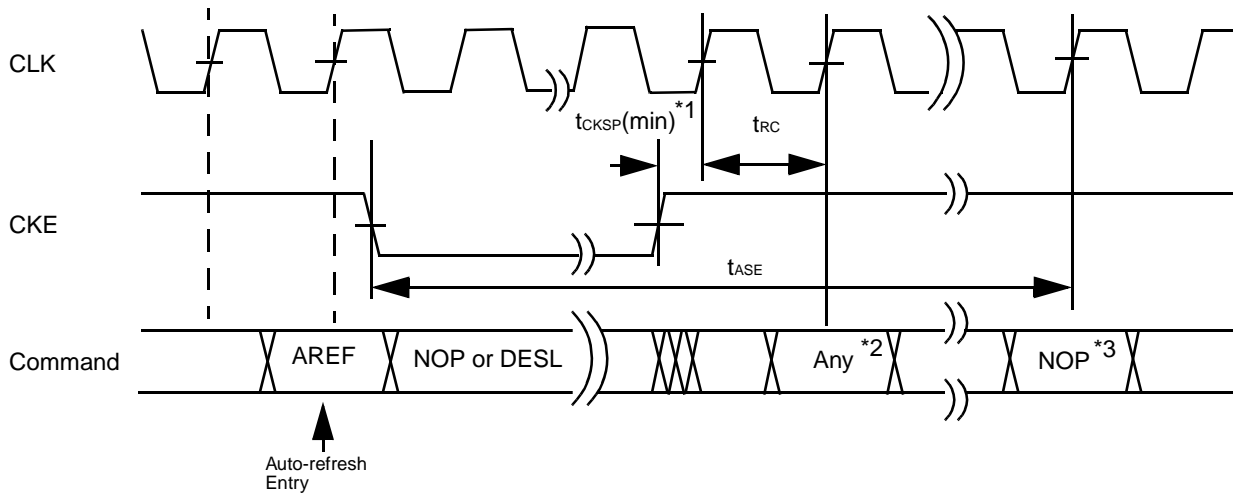 CLK
tCKSP(min)*1
tRC
CKE
tASE
Command
AREF
NOP or DESL
Any*2
NOP*3
Auto-refresh
Entry